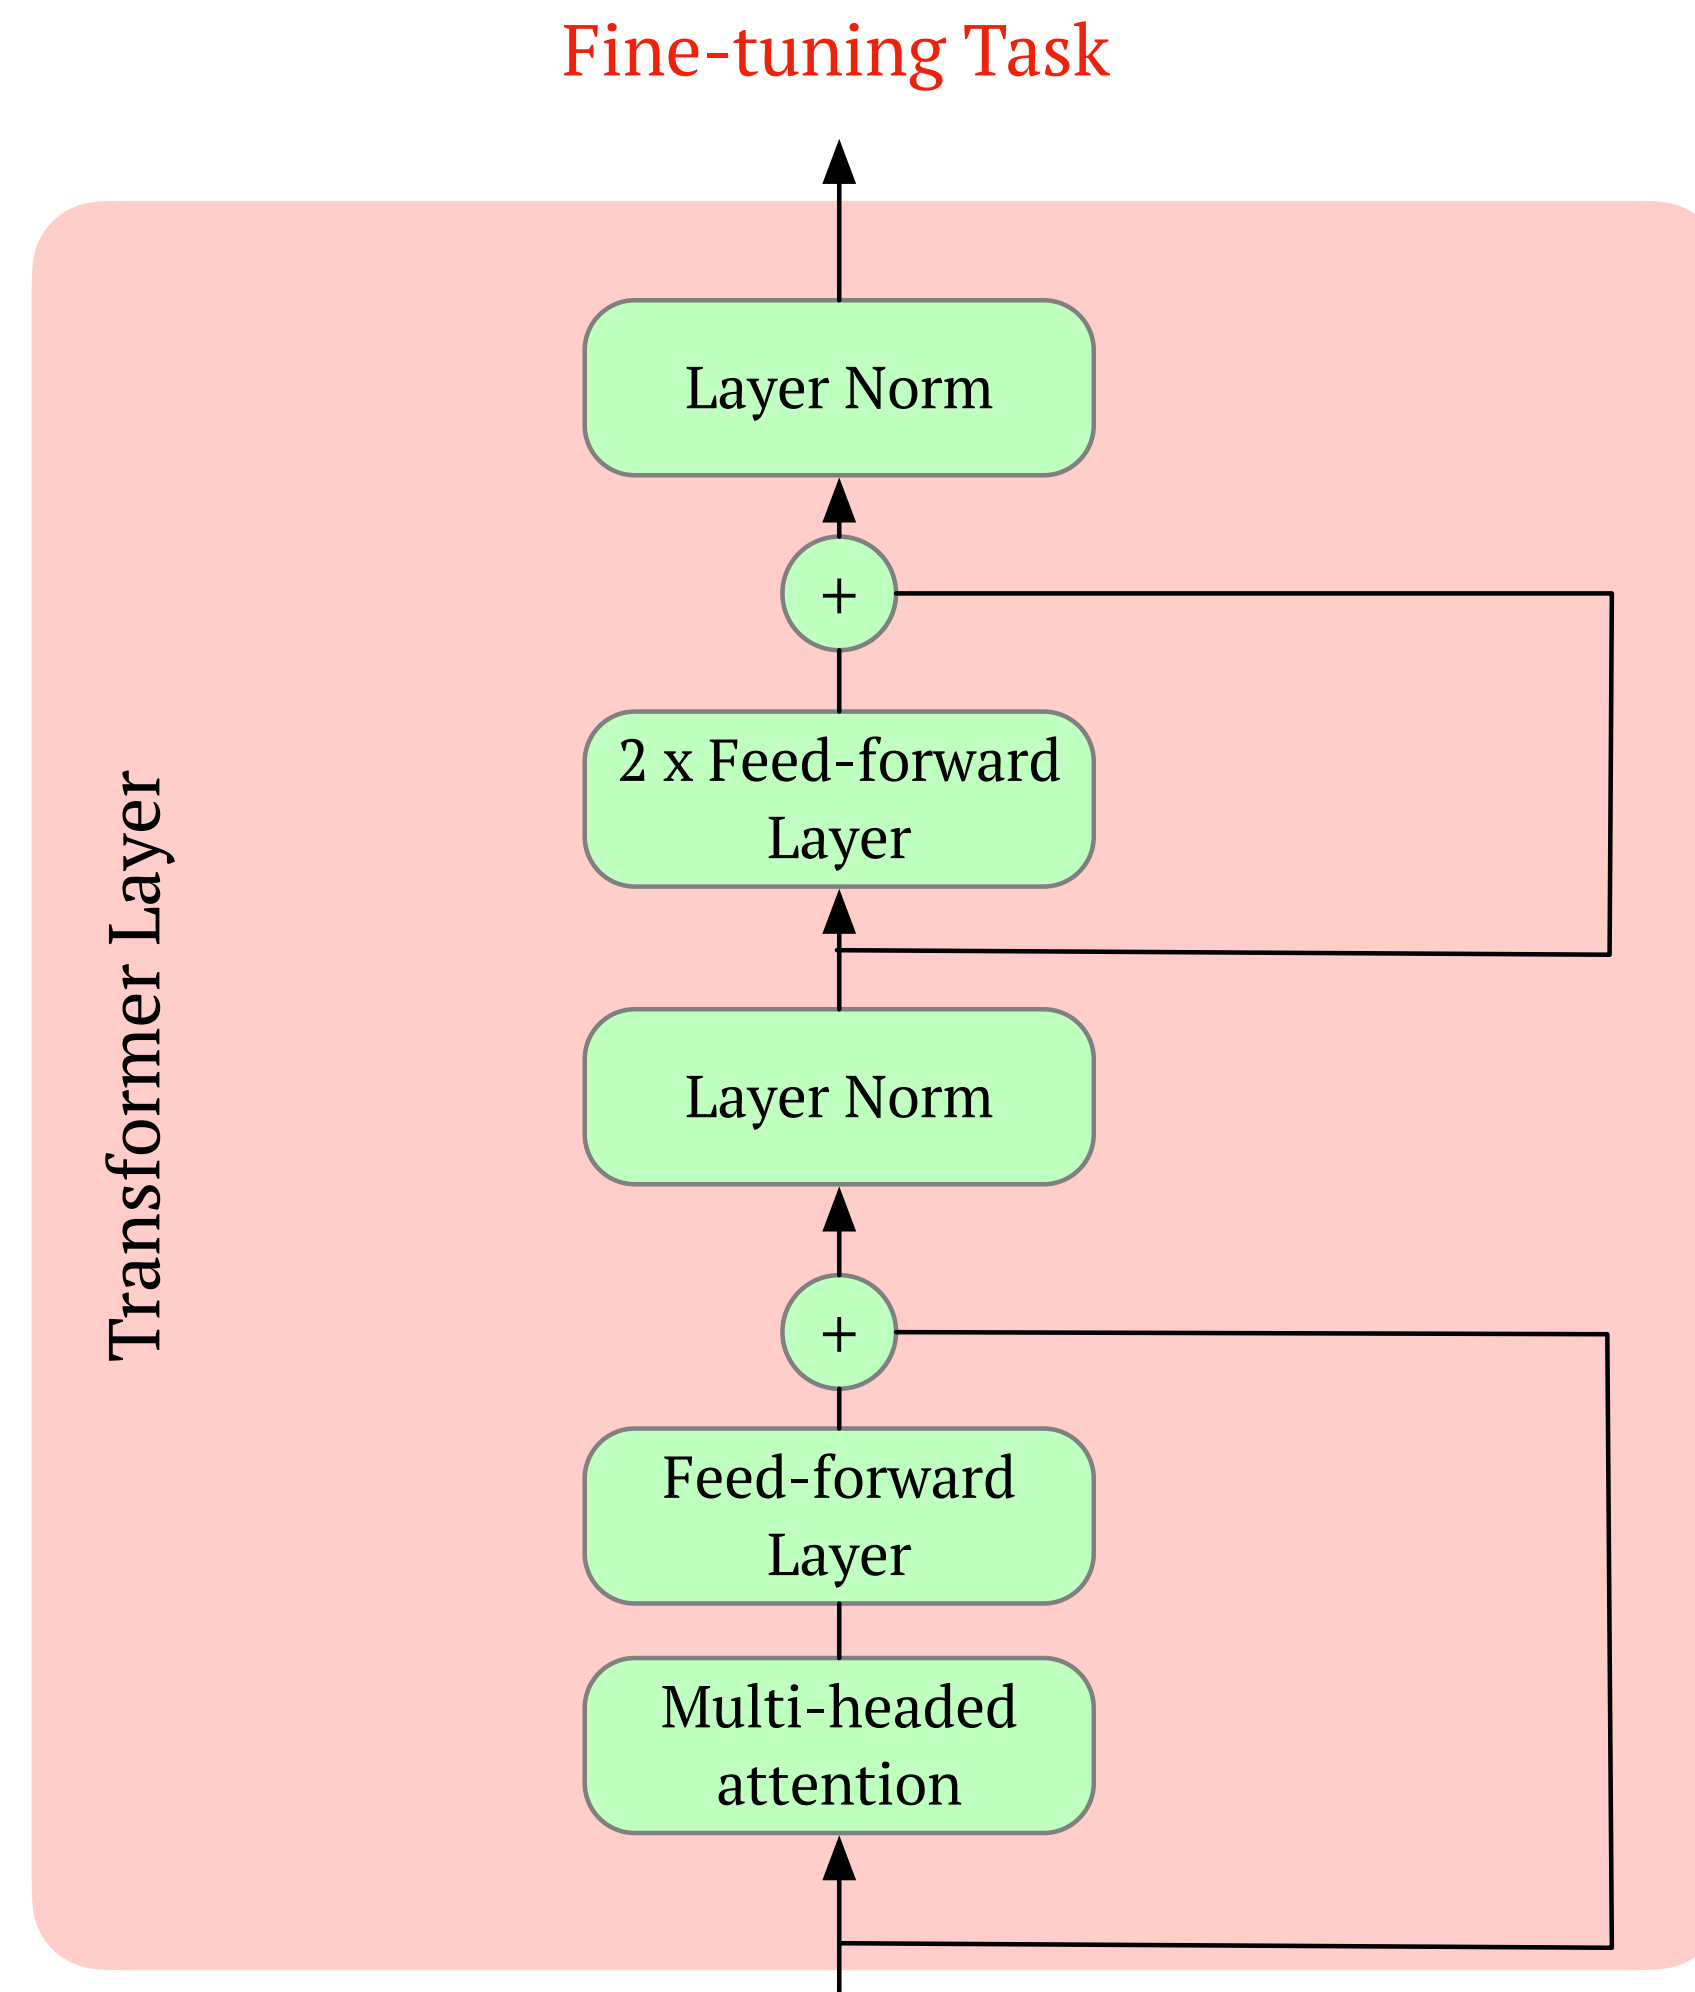 Fine-tuning Task
Layer Norm
+
2 x Feed-forward
Layer
Layer Norm
+
Feed-forward
Layer
Multi-headed
attention
Transformer Layer